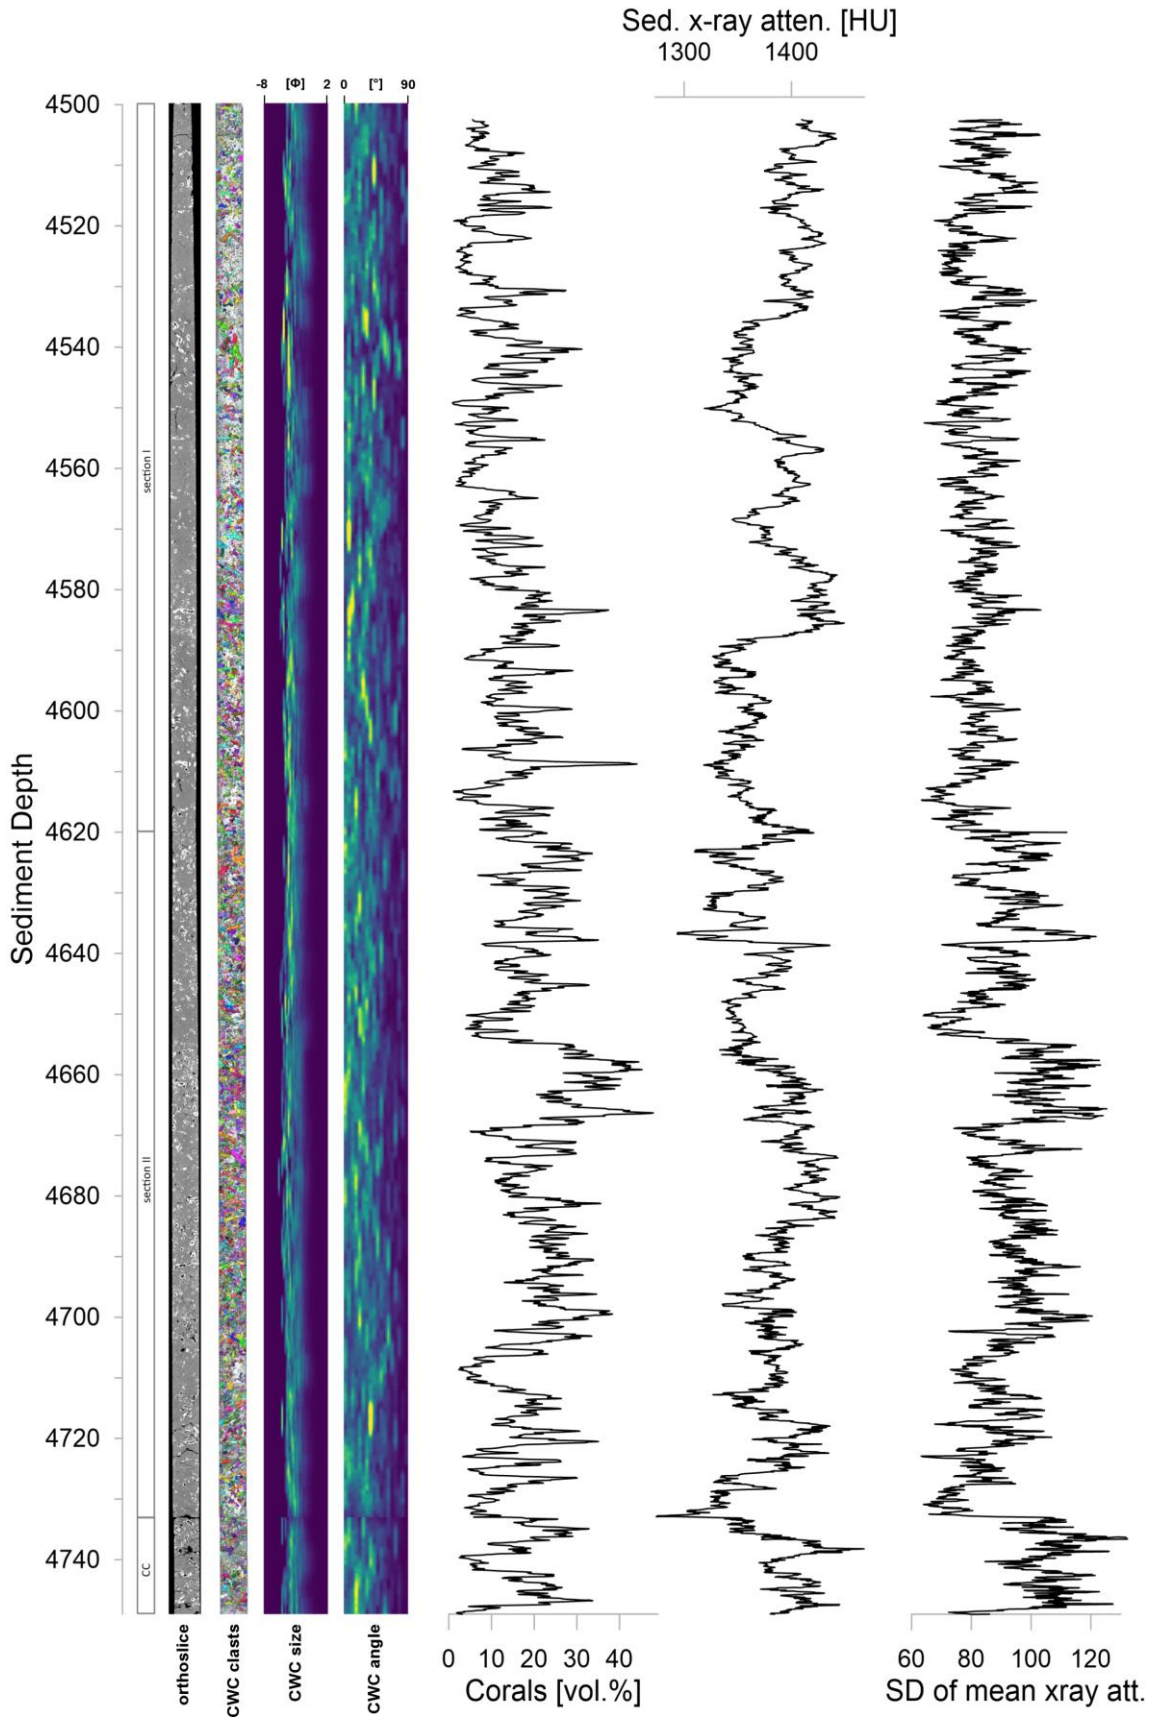 Sed. x-ray atten. [HU]
1300 1400
-8 [Φ] 2 0 [°] 90
4500
4520
4540
4560
4580
4600
4620
4640
4660
4680
4700
4720
4740
Sediment Depth
section I
section II
CC
orthoslice
CWC clasts
CWC size
CWC angle
0 10 20 30 40
Corals [vol.%]
60 80 100 120
SD of mean xray att.